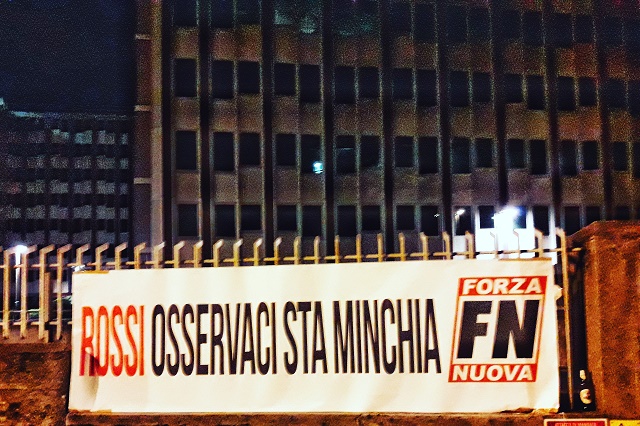 ROSSI OSSERVACI STA MINCHIA
FORZA
FN
NUOVA